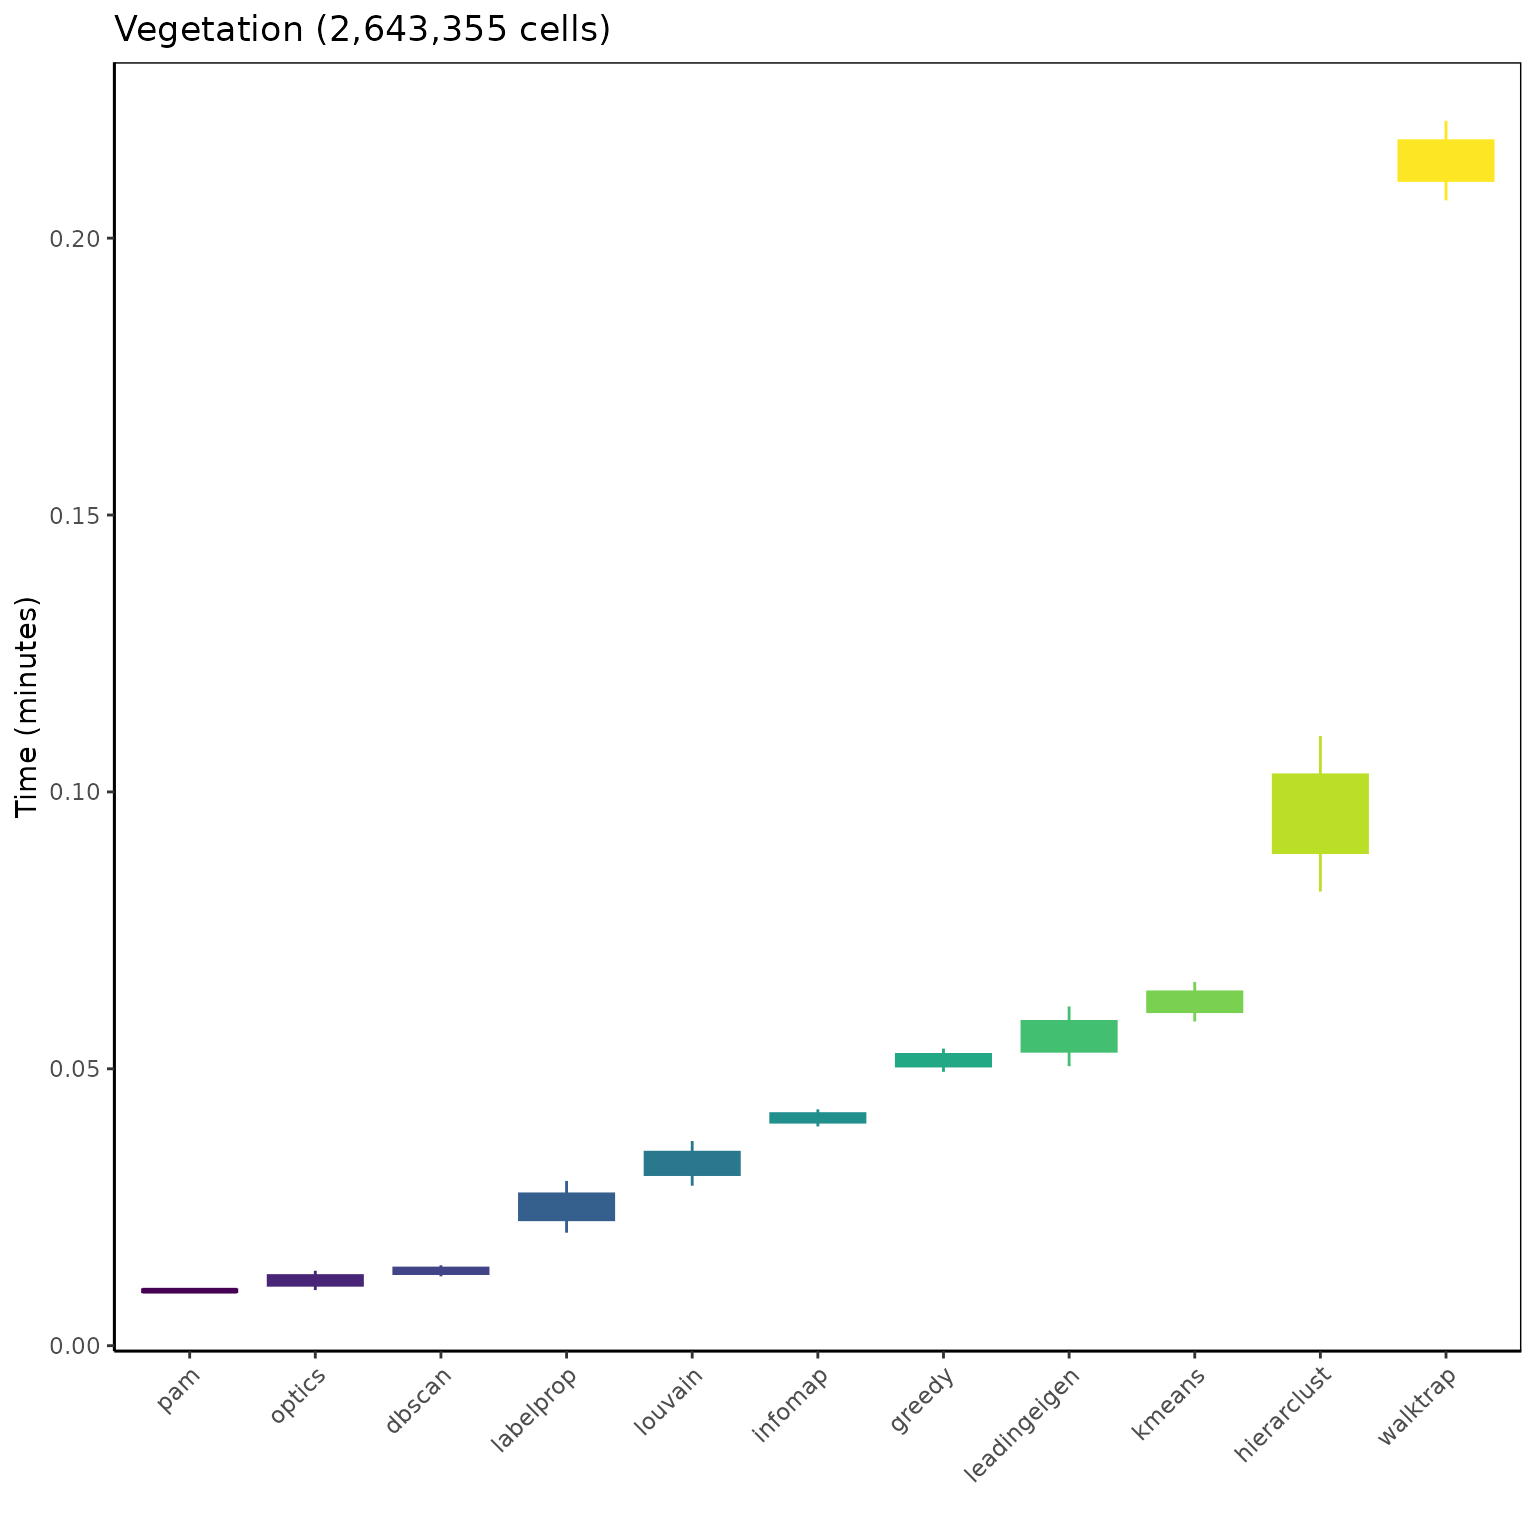 Vegetation (2,643,355 cells)
Time (minutes)
0.20
0.15
0.10
0.05
0.00
pam
optics
dbscan
labelprop
louvain
infomap
greedy
leadingeigen
kmeans
hierarclust
walktrap